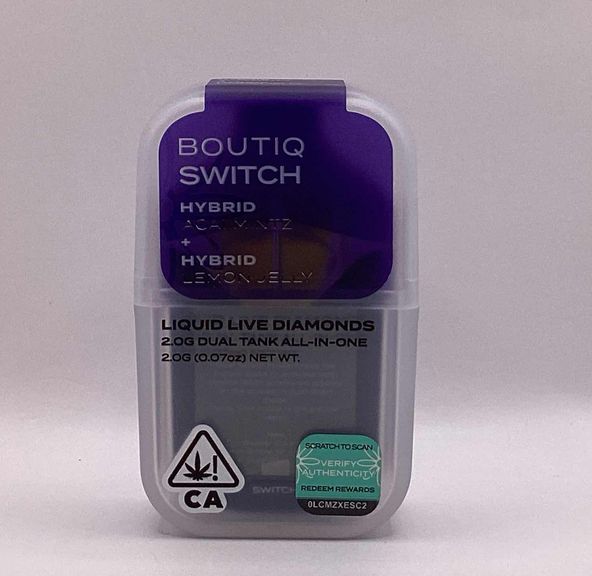 BOUTIQ
SWITCH
HYBRID
ACAI MINTZ
+
HYBRID
LEMON JELLY
LIQUID LIVE DIAMONDS
2.0G DUAL TANK ALL-IN-ONE
2.0G (0.07oz) NET WT.
!
CA
SWITCH
SCRATCH TO SCAN
VERIFY
AUTHENTICITY
REDEEM REWARDS
0LCMZXESC2